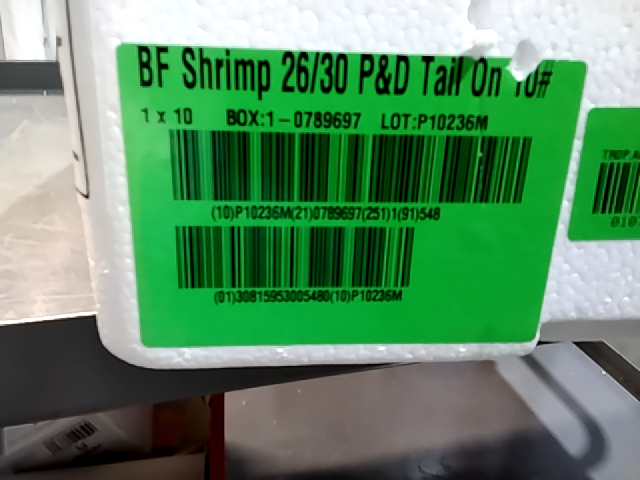 BF Shrimp 26/30 P&D Tail On 10#
1 x 10 BOX:1-0789697 LOT:P10236M
(10)P10236M(21)0789697(251)1(91)548
(01)30815953005480(10)P10236M